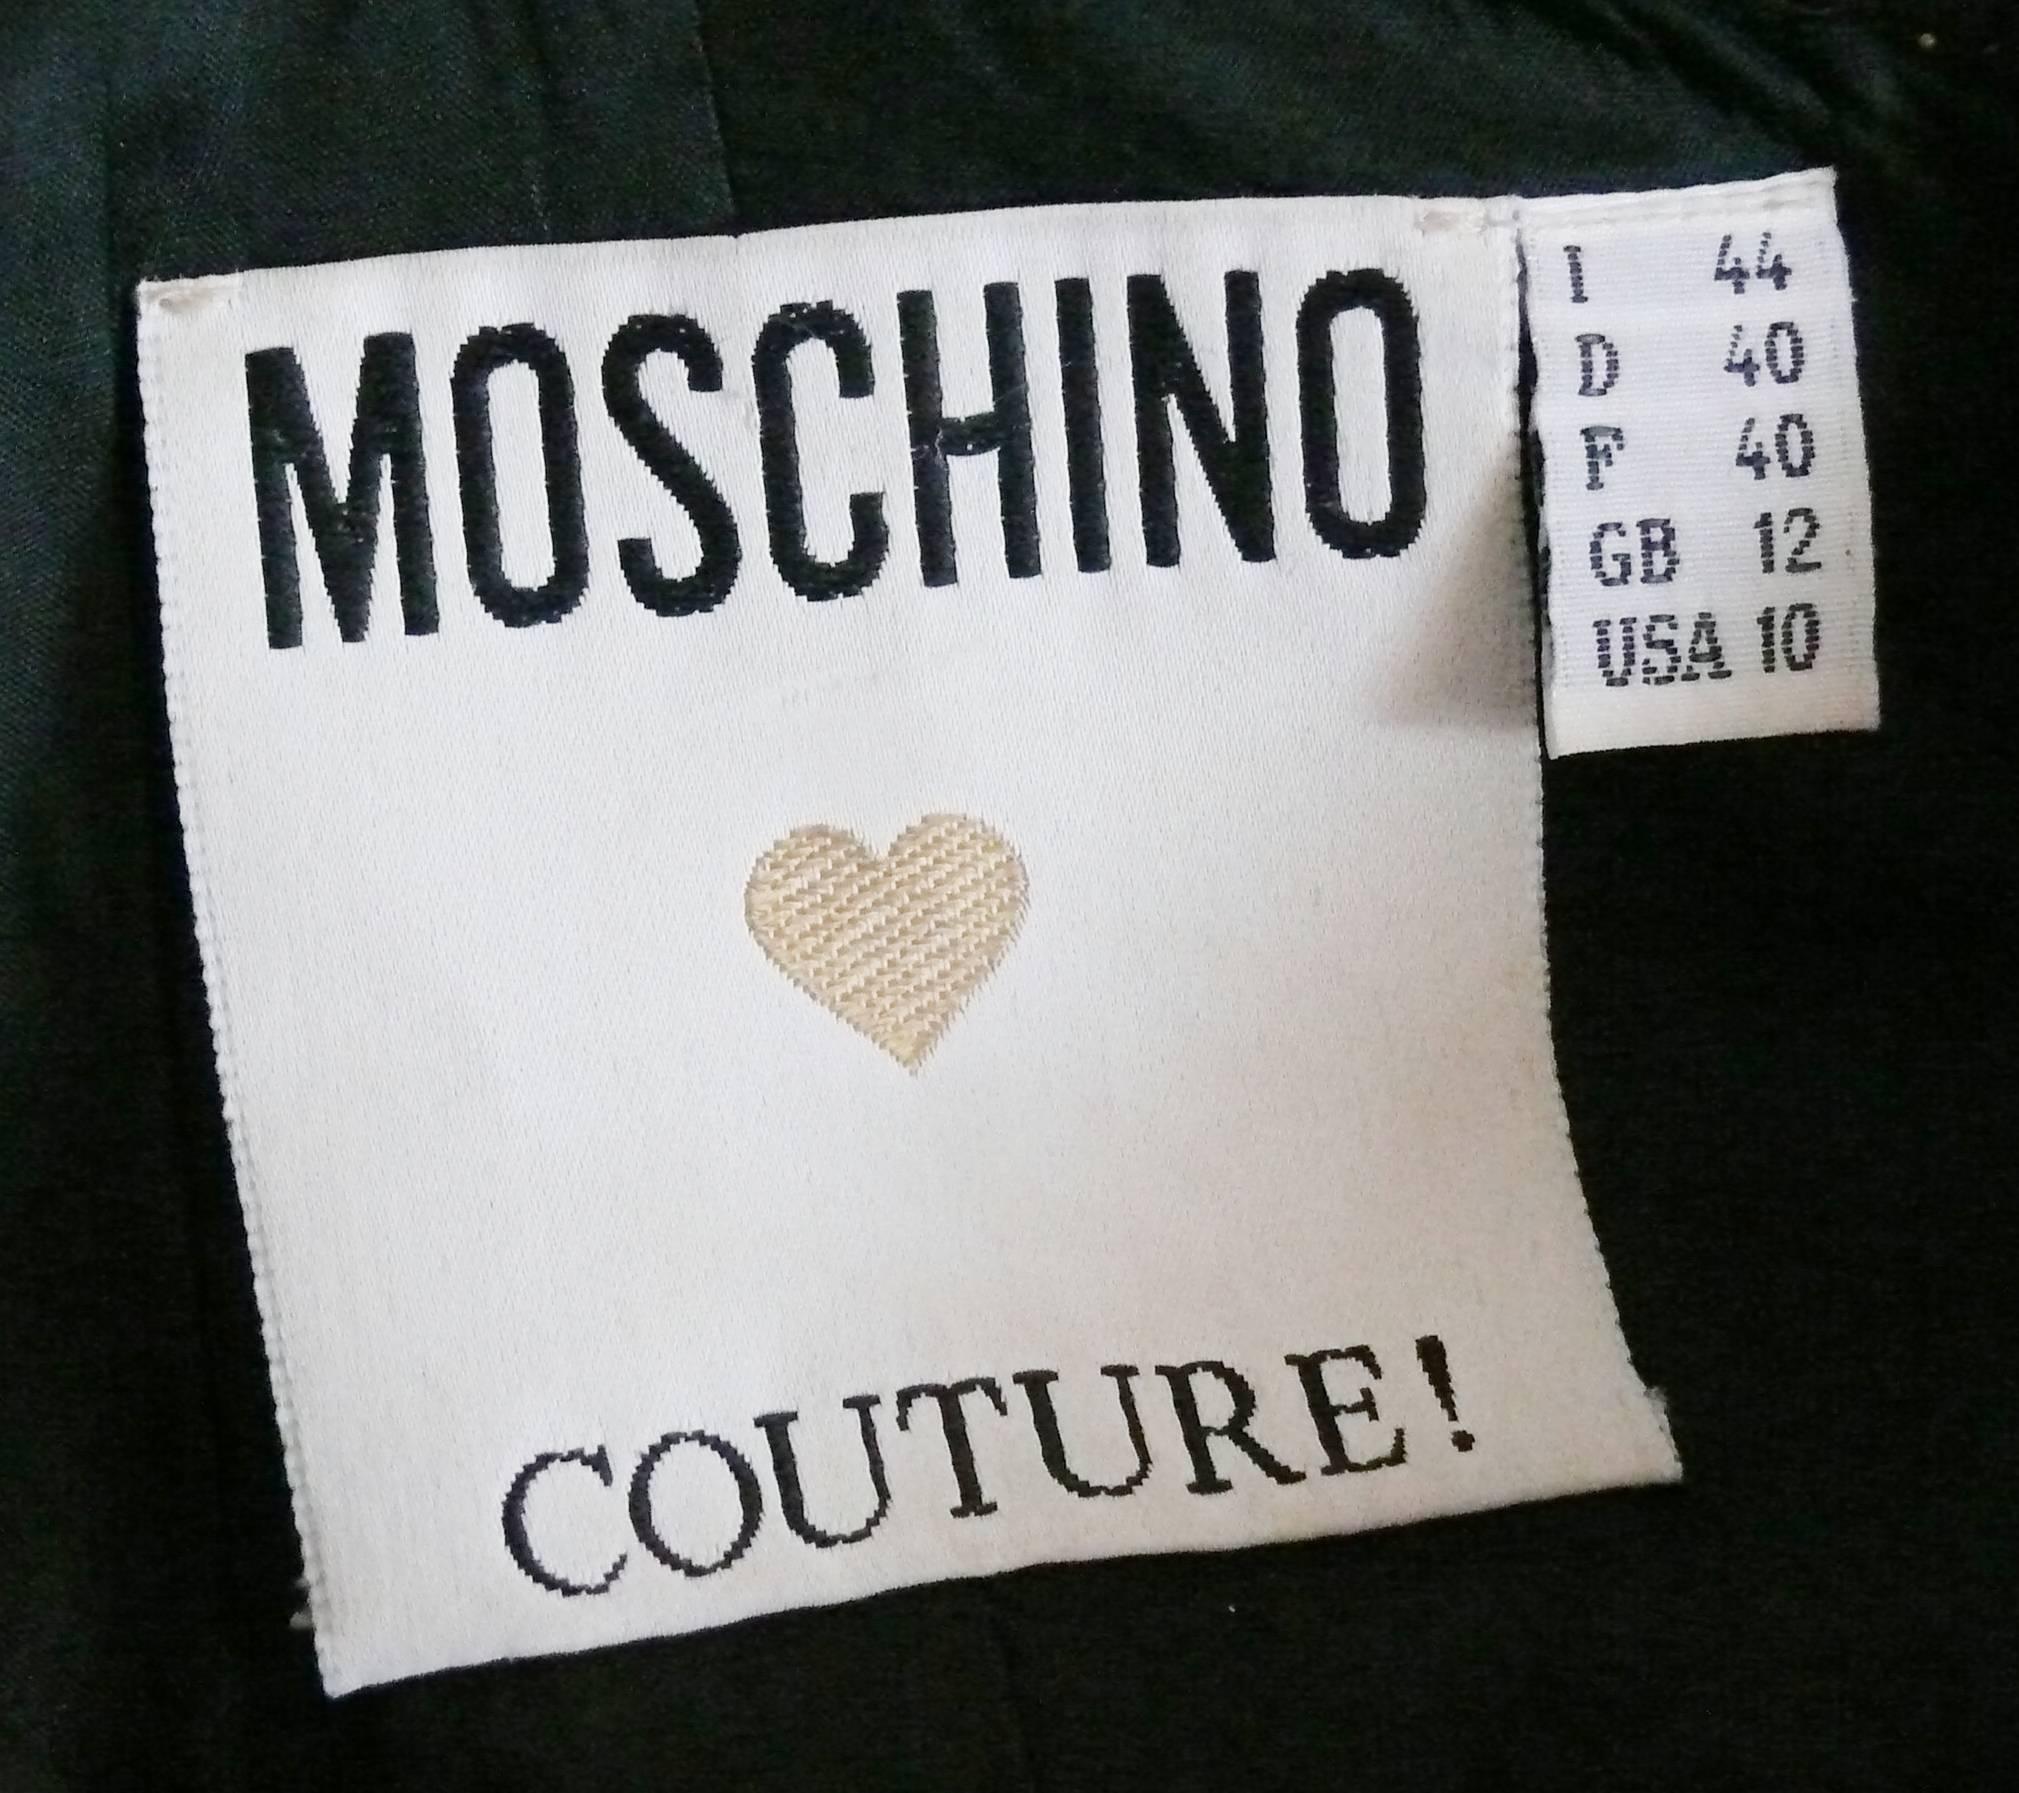 MOSCHINO
COUTURE!
I 44
D 40
F 40
GB 12
USA 10